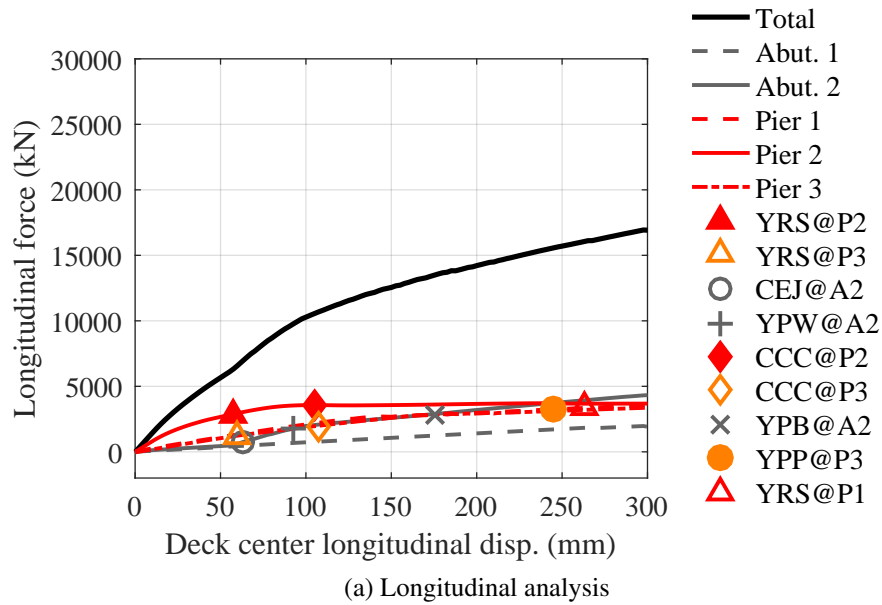 Total
Abut. 1
Abut. 2
Pier 1
Pier 2
Pier 3
YRS@P2
YRS@P3
CEJ@A2
YPW@A2
CCC@P2
CCC@P3
YPB@A2
YPP@P3
YRS@P1
Longitudinal force (kN)
30000
25000
20000
15000
10000
5000
0
0 50 100 150 200 250 300
Deck center longitudinal disp. (mm)
(a) Longitudinal analysis